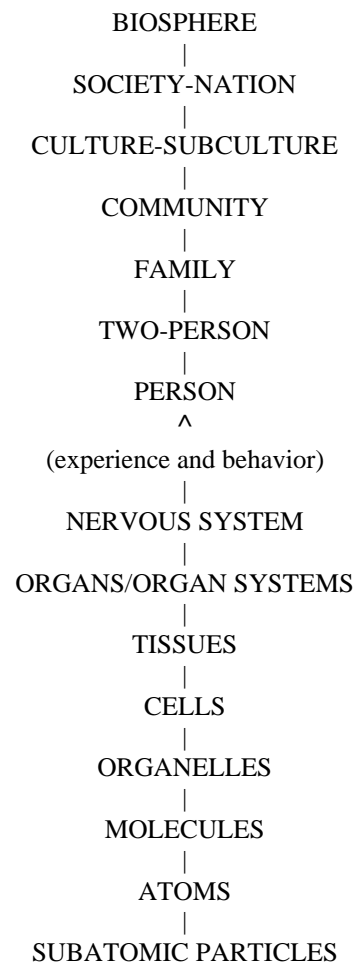 BIOSPHERE
|
SOCIETY-NATION
|
CULTURE-SUBCULTURE
|
COMMUNITY
|
FAMILY
|
TWO-PERSON
|
PERSON
^
(experience and behavior)
|
NERVOUS SYSTEM
|
ORGANS/ORGAN SYSTEMS
|
TISSUES
|
CELLS
|
ORGANELLES
|
MOLECULES
|
ATOMS
|
SUBATOMIC PARTICLES